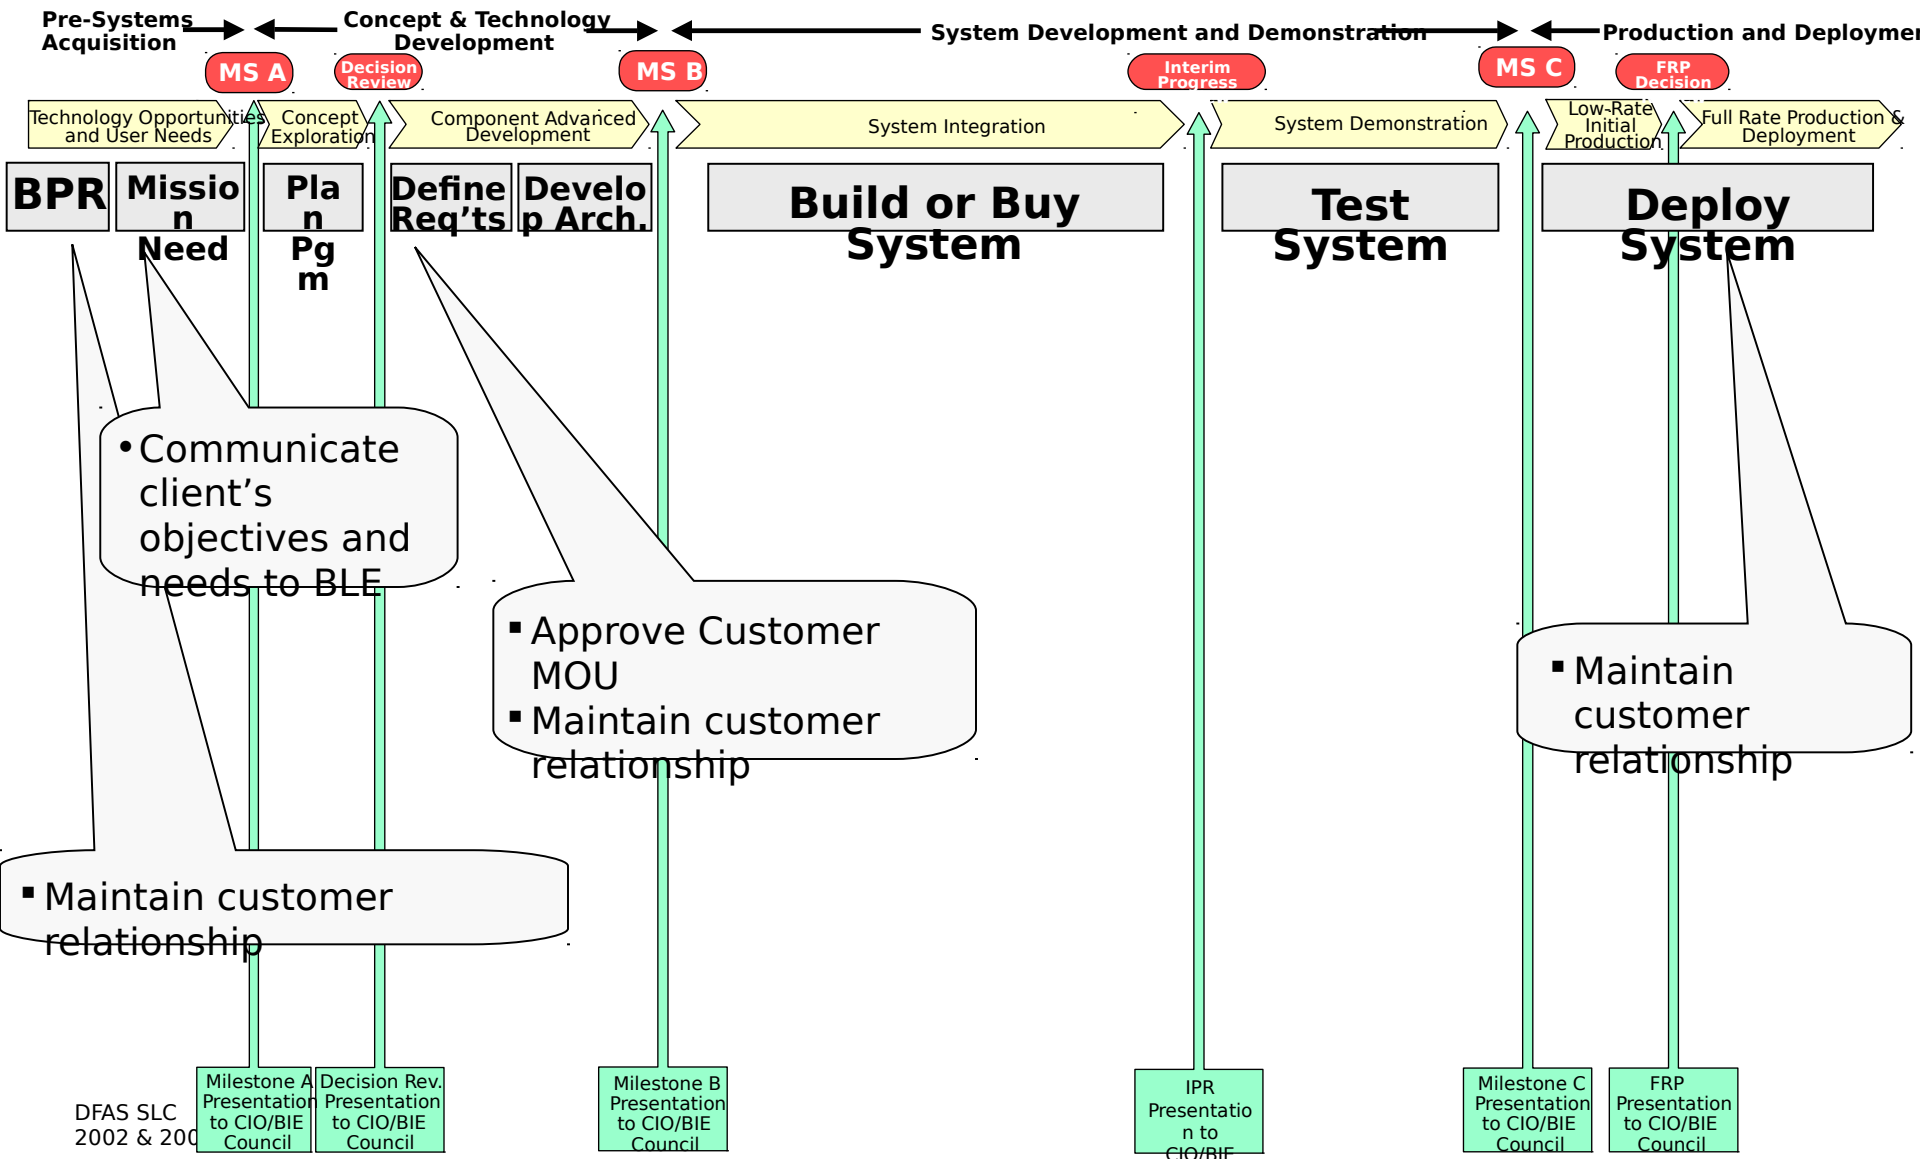 Pre-Systems
Acquisition
Concept & Technology
Development
System Development and Demonstration
Production and Deploymen
MS A
Decision
Review
MS B
Interim
Progress
MS C
FRP
Decision
Technology Opportunities
and User Needs
Concept
Exploration
Component Advanced
Development
System Integration
System Demonstration
Low-Rate
Initial
Production
Full Rate Production &
Deployment
BPR
Missio
n
Need
Pla
n
Pg
m
Define
Req’ts
Develo
p Arch.
Build or Buy
System
Test
System
Deploy
System
• Communicate
client’s
objectives and
needs to BLE
▪ Approve Customer
MOU
▪ Maintain customer
relationship
▪ Maintain
customer
relationship
▪ Maintain customer
relationship
DFAS SLC
2002 & 200
Milestone A
Presentation
to CIO/BIE
Council
Decision Rev.
Presentation
to CIO/BIE
Council
Milestone B
Presentation
to CIO/BIE
Council
IPR
Presentatio
n to
CIO/BIE
Milestone C
Presentation
to CIO/BIE
Council
FRP
Presentation
to CIO/BIE
Council